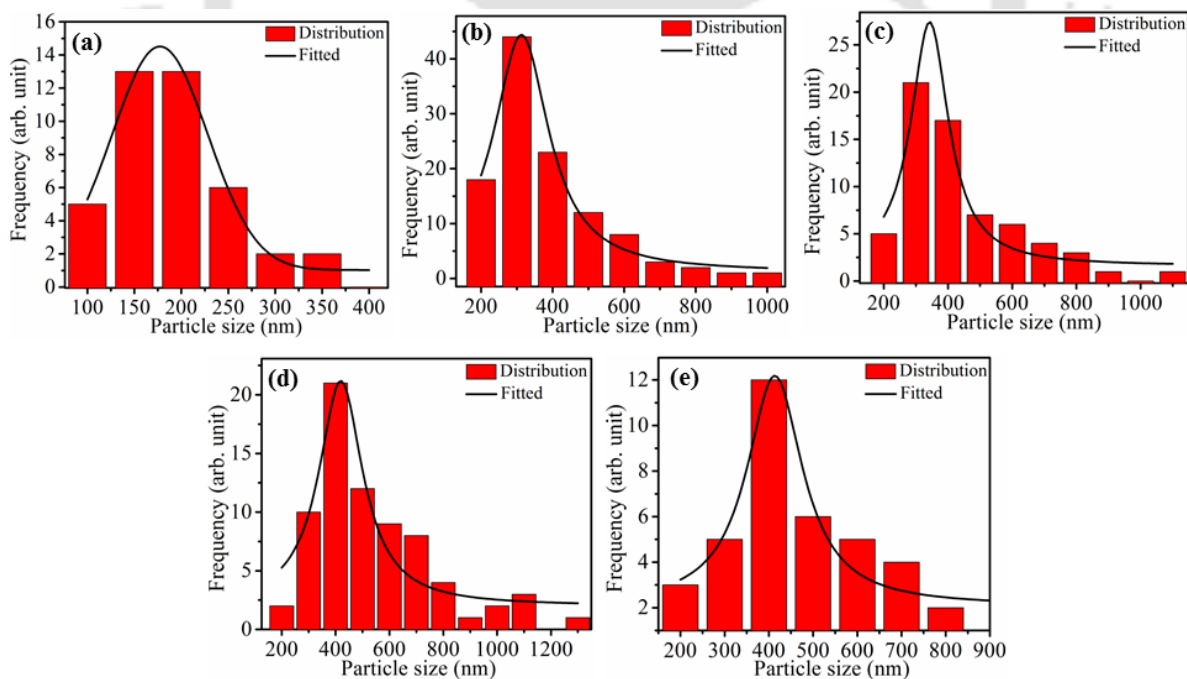 (a)
Distribution
Fitted
Frequency (arb. unit)
16
14
12
10
8
6
4
2
0
100 150 200 250 300 350 400
Particle size (nm)
(b)
Distribution
Fitted
Frequency (arb. unit)
40
30
20
10
0
200 400 600 800 1000
Particle size (nm)
(c)
Distribution
Fitted
Frequency (arb. unit)
25
20
15
10
5
0
200 400 600 800 1000
Particle size (nm)
(d)
Distribution
Fitted
Frequency (arb. unit)
20
15
10
5
0
200 400 600 800 1000 1200
Particle size (nm)
(e)
Distribution
Fitted
Frequency (arb. unit)
12
10
8
6
4
2
200 300 400 500 600 700 800 900
Particle size (nm)